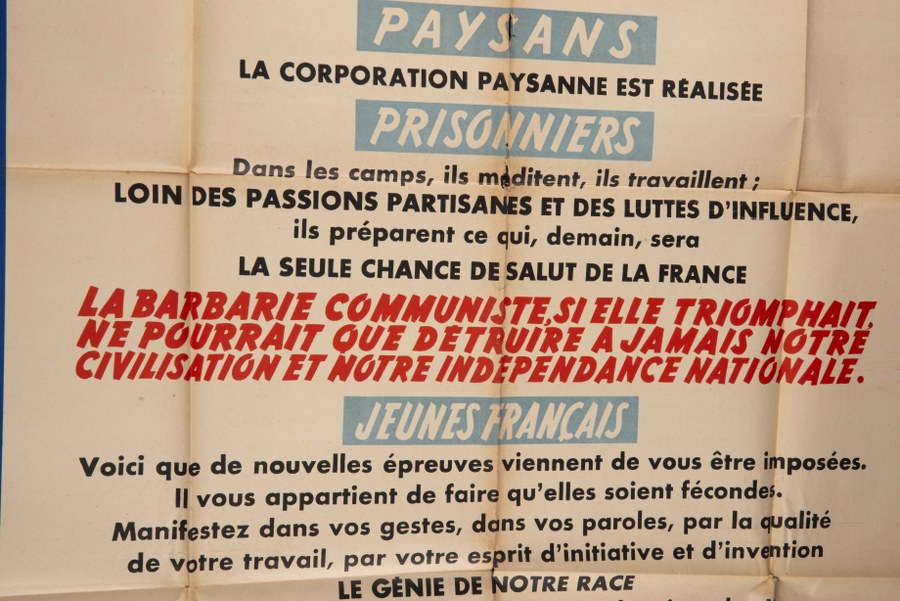 PAYSANS
LA CORPORATION PAYSANNE EST RÉALISÉE
PRISONNIERS
Dans les camps, ils méditent, ils travaillent ;
LOIN DES PASSIONS PARTISANES ET DES LUTTES D'INFLUENCE,
ils préparent ce qui, demain, sera
LA SEULE CHANCE DE SALUT DE LA FRANCE
LA BARBARIE COMMUNISTE, SI ELLE TRIOMPHAIT,
NE POURRAIT QUE DÉTRUIRE A JAMAIS NOTRE
CIVILISATION ET NOTRE INDÉPENDANCE NATIONALE.
JEUNES FRANÇAIS
Voici que de nouvelles épreuves viennent de vous être imposées.
Il vous appartient de faire qu'elles soient fécondes.
Manifestez dans vos gestes, dans vos paroles, par la qualité
de votre travail, par votre esprit d'initiative et d'invention
LE GÉNIE DE NOTRE RACE